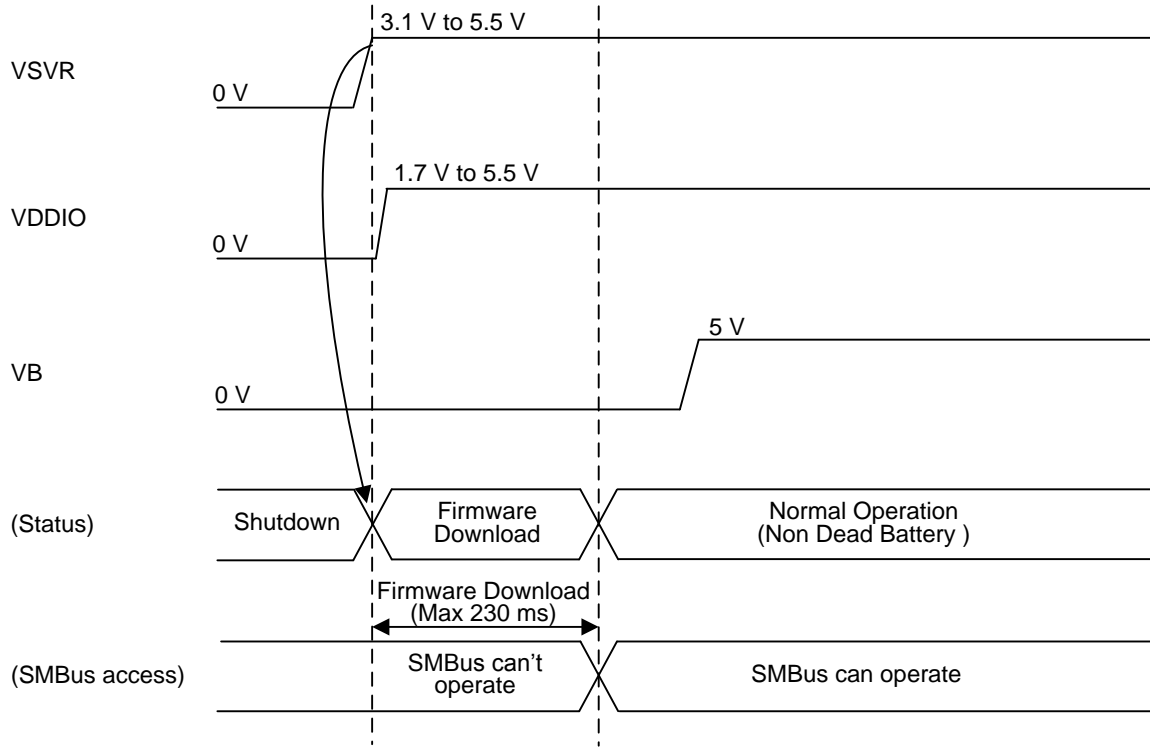 3.1 V to 5.5 V
VSVR
0 V
1.7 V to 5.5 V
VDDIO
0 V
5 V
VB
0 V
(Status)
Shutdown
Firmware
Download
Normal Operation
(Non Dead Battery )
Firmware Download
(Max 230 ms)
(SMBus access)
SMBus can't
operate
SMBus can operate